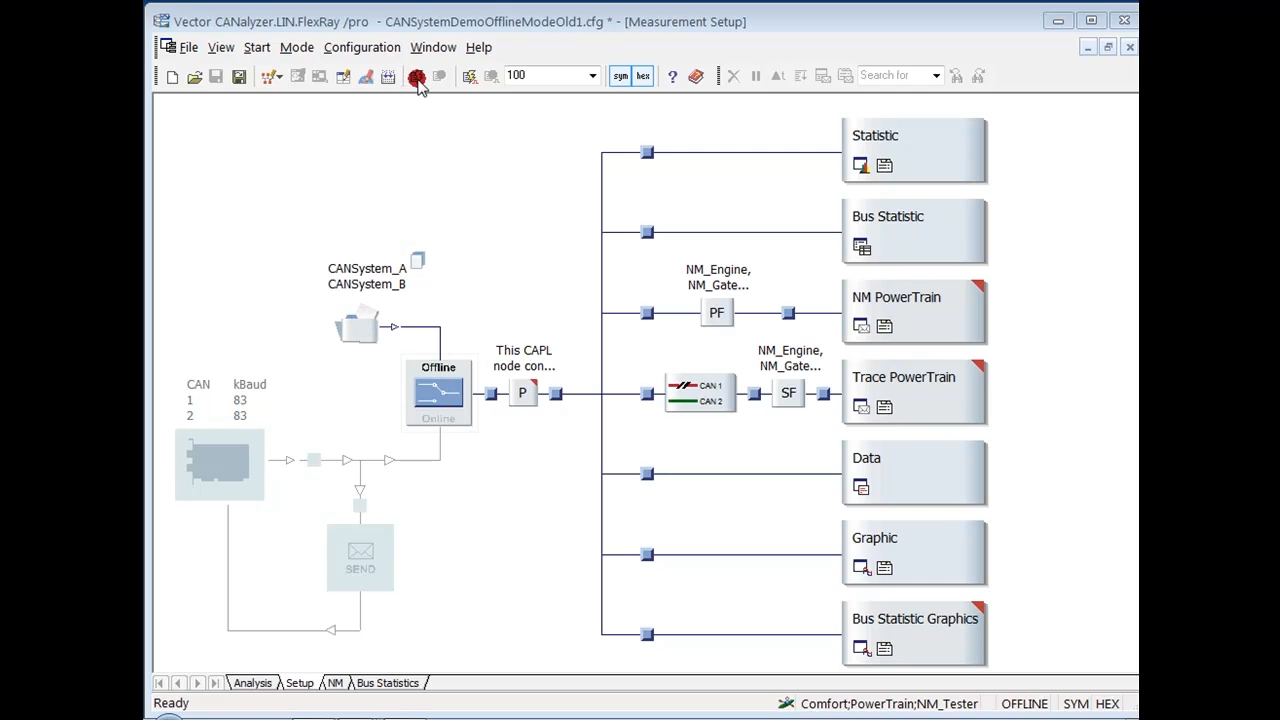 Vector CANalyzer.LIN.FlexRay /pro - CANSystemDemoOfflineModeOld1.cfg * - [Measurement Setup]
File View Start Mode Configuration Window Help
100 sym hex ? Search for
Statistic
Bus Statistic
CANSystem_A
CANSystem_B
NM_Engine,
NM_Gate...
PF
NM PowerTrain
This CAPL
node con...
NM_Engine,
NM_Gate...
Offline
Online
P
CAN 1
CAN 2
SF
Trace PowerTrain
CAN kBaud
1 83
2 83
Data
SEND
Graphic
Bus Statistic Graphics
Analysis Setup NM Bus Statistics
Ready Comfort;PowerTrain;NM_Tester OFFLINE SYM HEX